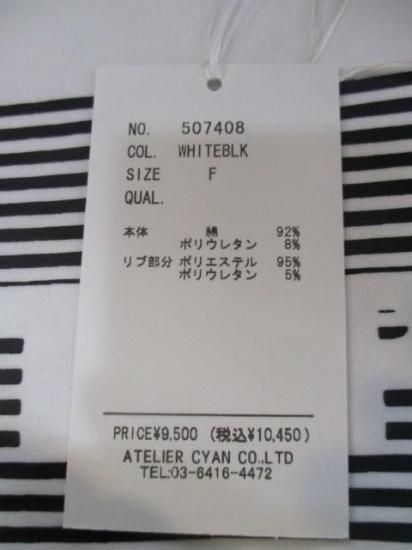 NO. 507408
COL. WHITEBLK
SIZE F
QUAL.
本体 綿 92%
ポリウレタン 8%
リブ部分 ポリエステル 95%
ポリウレタン 5%
PRICE¥9,500 (税込¥10,450)
ATELIER CYAN CO.,LTD
TEL:03-6416-4472